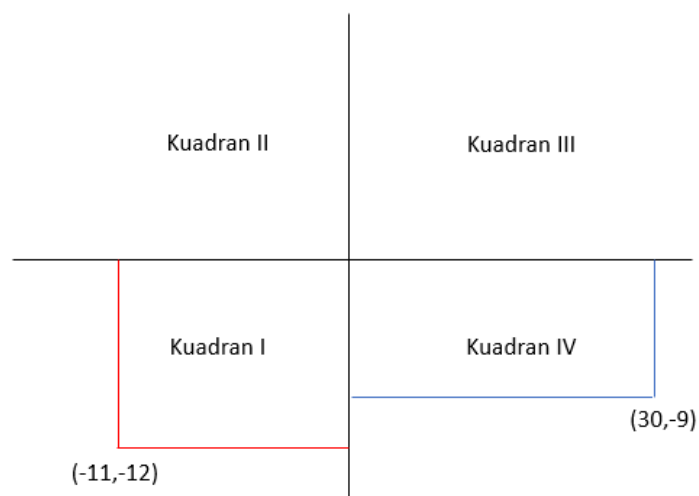 Kuadran II
Kuadran III
Kuadran I
Kuadran IV
(30,-9)
(-11,-12)